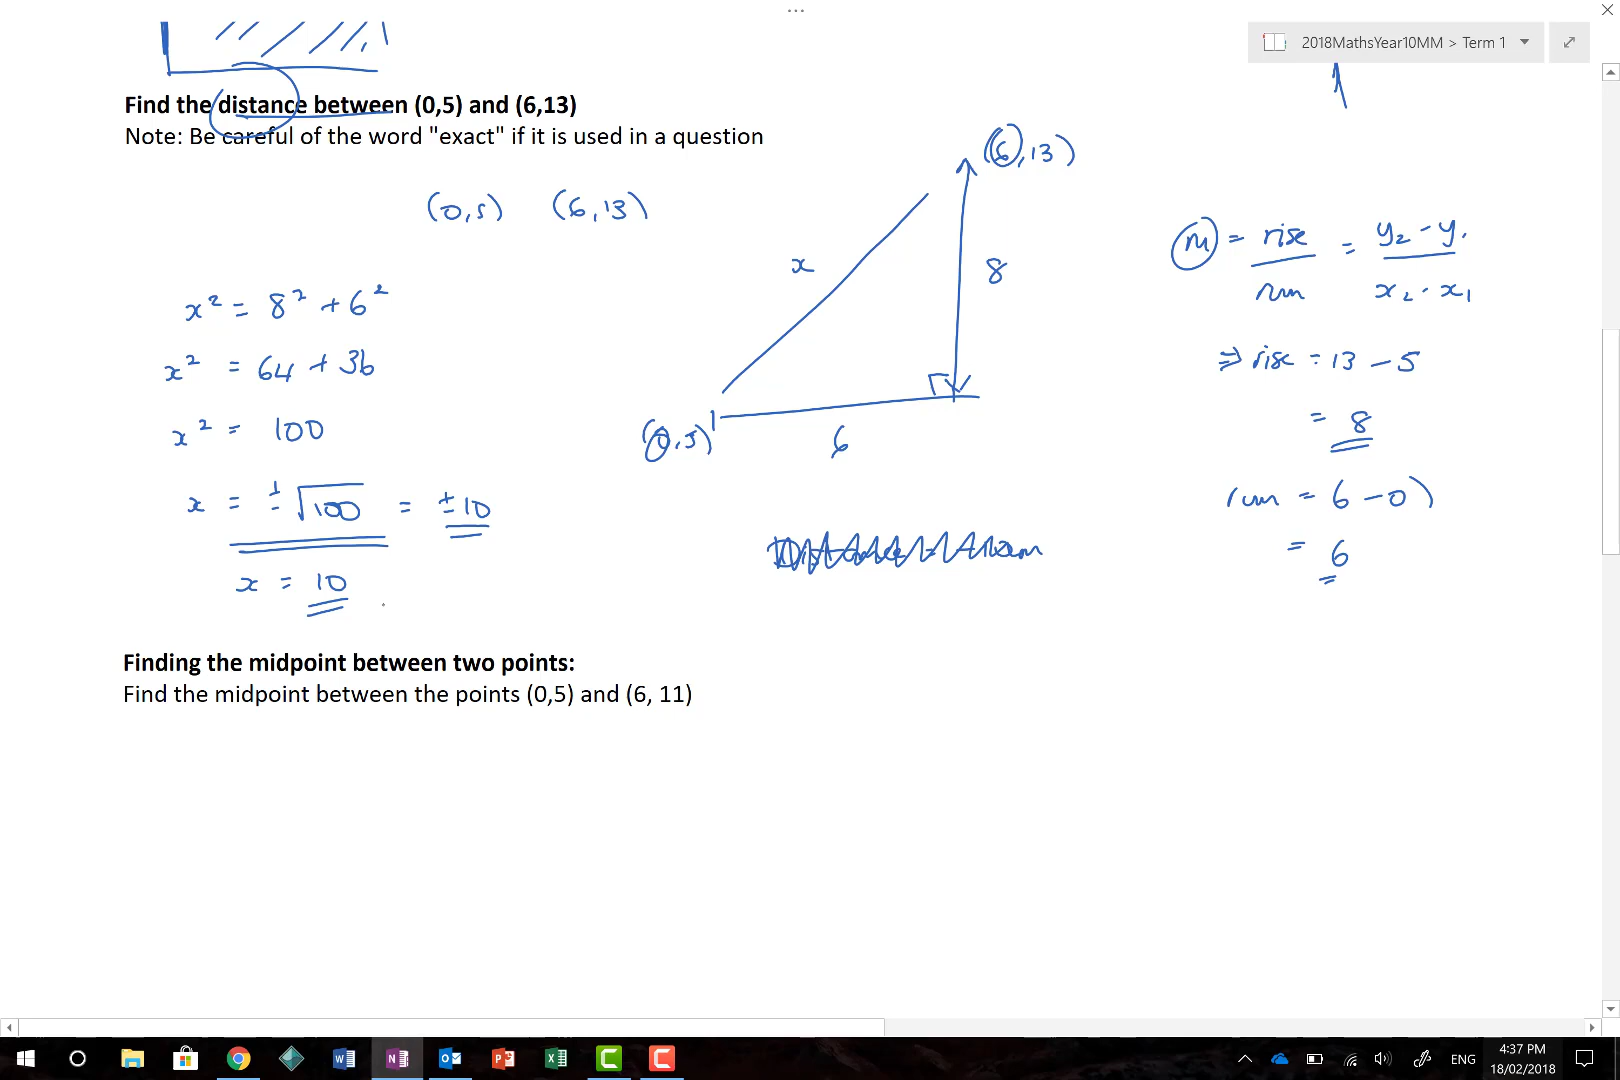 2018MathsYear10MM > Term 1
Find the distance between (0,5) and (6,13)
Note: Be careful of the word "exact" if it is used in a question
(0,5) (6,13)
x² = 8² + 6²
x² = 64 + 36
x² = 100
x = ±√100 = ±10
x = 10
(6,13)
x
8
(0,5)
6
m = rise/run = y₂ - y₁/x₂ - x₁
⇒ rise = 13 - 5
= 8
run = 6 - 0)
= 6
Finding the midpoint between two points:
Find the midpoint between the points (0,5) and (6, 11)
ENG
4:37 PM
18/02/2018